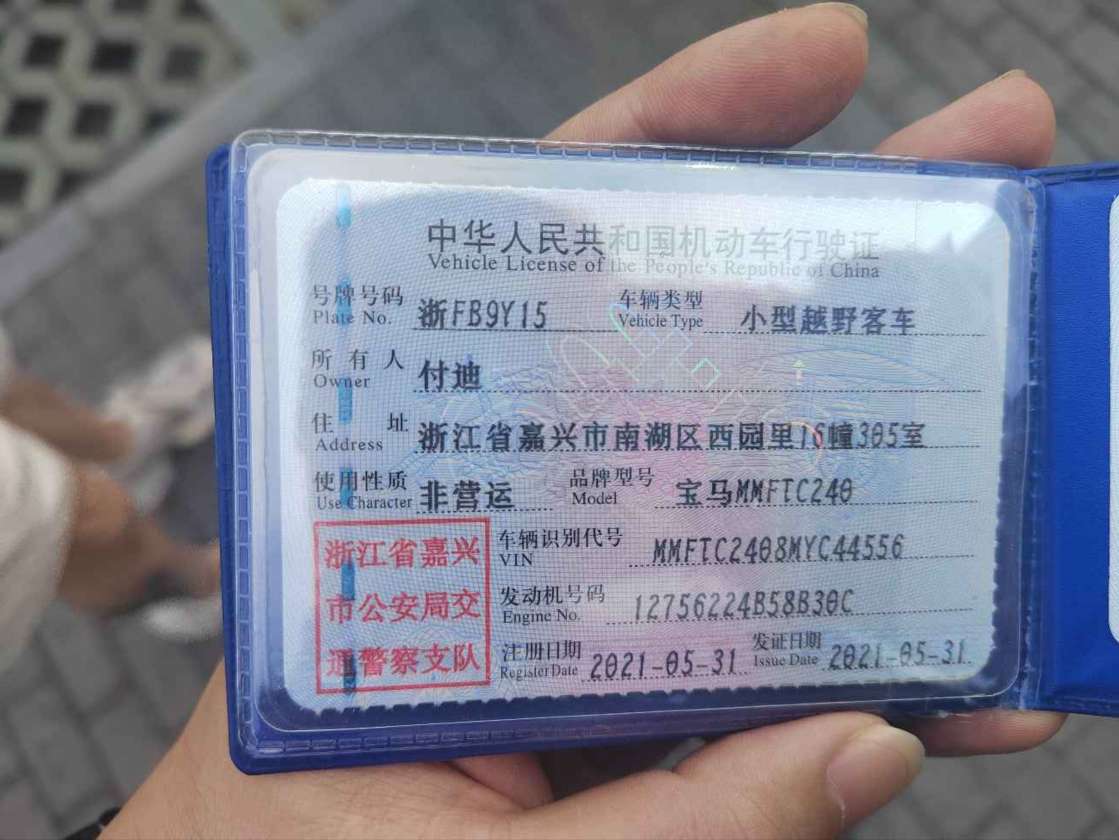 中华人民共和国机动车行驶证
Vehicle License of the People's Republic of China
号牌号码 浙FB9Y15 车辆类型 小型越野客车
Plate No. Vehicle Type
所有人 付迪
Owner
住址 浙江省嘉兴市南湖区西园里16幢305室
Address
使用性质 非营运 品牌型号 宝马MMFTC240
Use Character Model
浙江省嘉兴
市公安局交
通警察支队
车辆识别代号 MMFTC2408MYC44556
VIN
发动机号码 12756224B58B30C
Engine No.
注册日期 2021-05-31 发证日期 2021-05-31
Register Date Issue Date